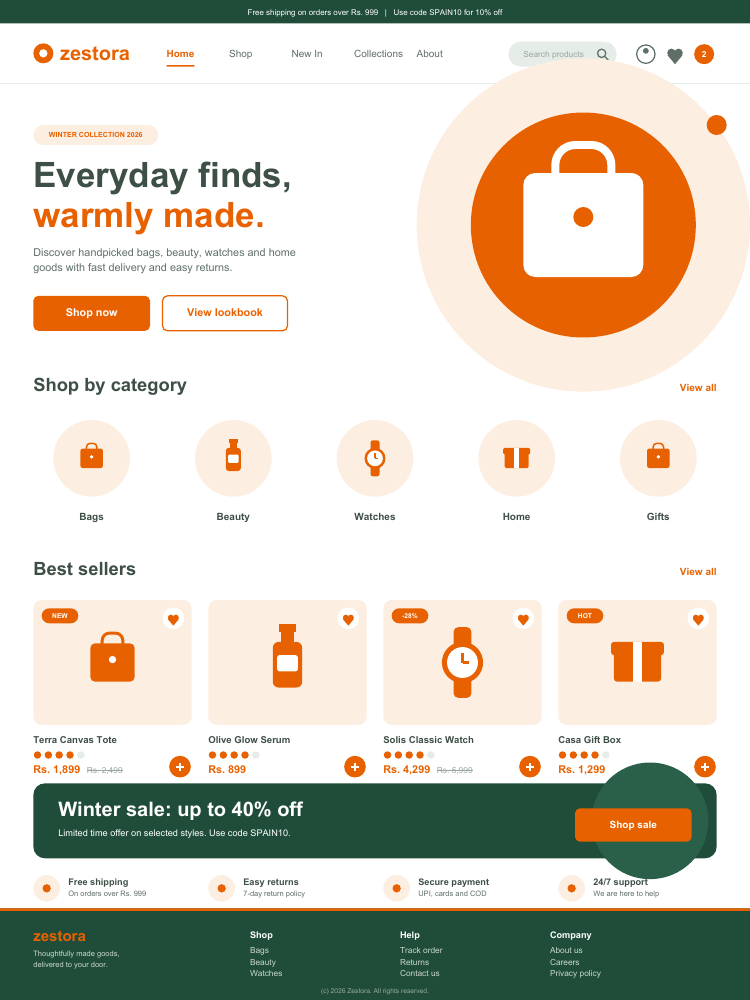 Free shipping on orders over Rs. 999 | Use code SPAIN10 for 10% off
zestora Home Shop New In Collections About Search products 2
WINTER COLLECTION 2026
Everyday finds,
warmly made.
Discover handpicked bags, beauty, watches and home
goods with fast delivery and easy returns.
Shop now View lookbook
Shop by category View all
Bags Beauty Watches Home Gifts
Best sellers View all
NEW -28% HOT
Terra Canvas Tote Olive Glow Serum Solis Classic Watch Casa Gift Box
Rs. 1,899 Rs. 2,499 Rs. 899 Rs. 4,299 Rs. 5,999 Rs. 1,299
Winter sale: up to 40% off
Limited time offer on selected styles. Use code SPAIN10.
Shop sale
Free shipping Easy returns Secure payment 24/7 support
On orders over Rs. 999 7-day return policy UPI, cards and COD We are here to help
zestora Shop Help Company
Thoughtfully made goods,
delivered to your door.
Bags Track order About us
Beauty Returns Careers
Watches Contact us Privacy policy
(c) 2026 Zestora. All rights reserved.